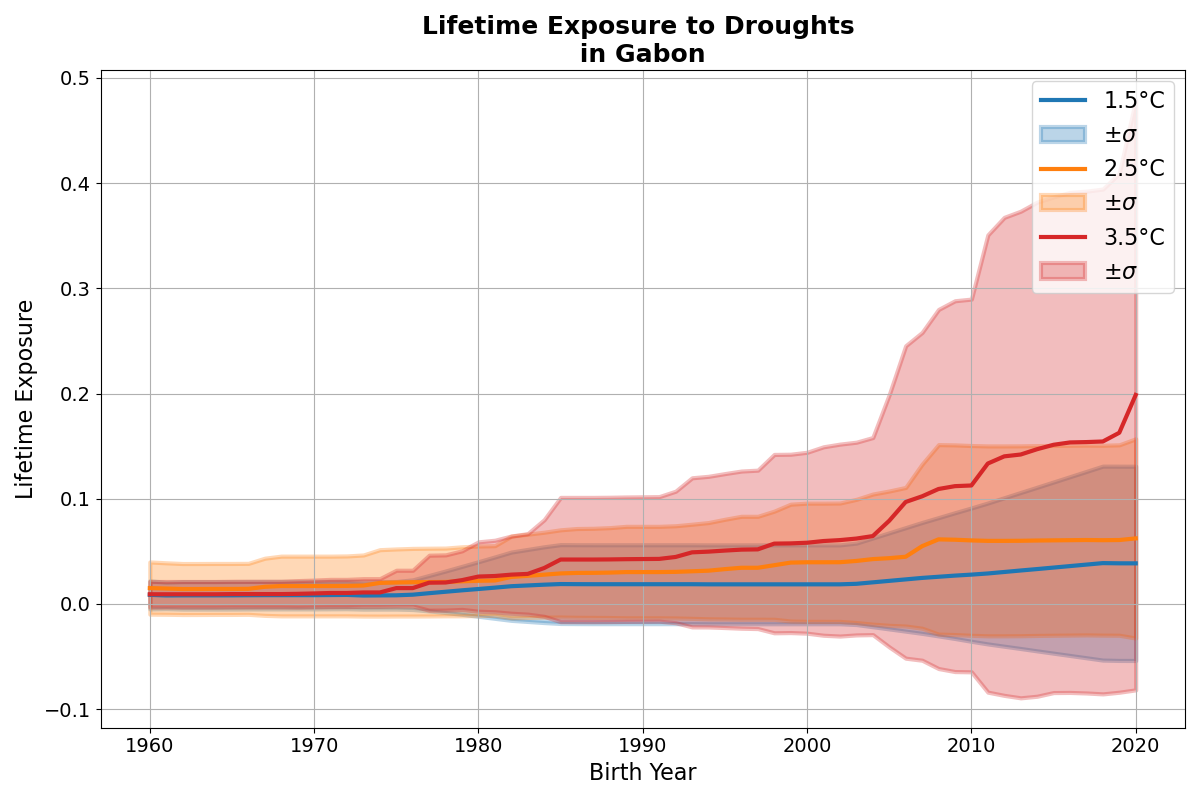 Lifetime Exposure to Droughts
in Gabon
1.5°C
±σ
2.5°C
±σ
3.5°C
±σ
Lifetime Exposure
0.5
0.4
0.3
0.2
0.1
0.0
−0.1
1960 1970 1980 1990 2000 2010 2020
Birth Year